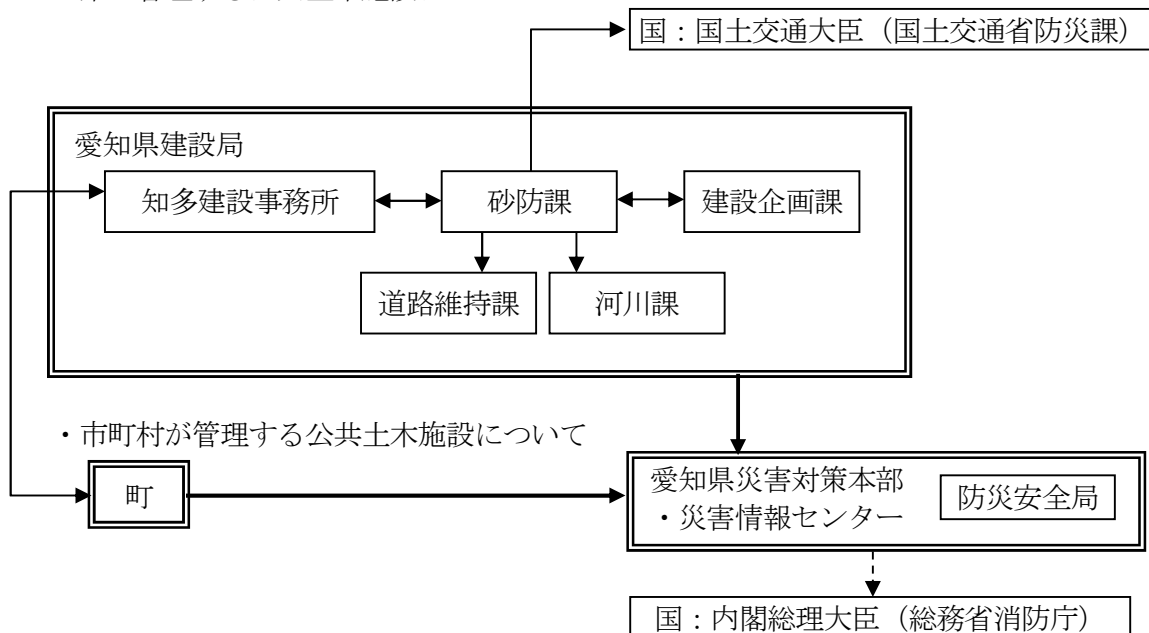 国：国土交通大臣（国土交通省防災課）
愛知県建設局
知多建設事務所
砂防課
建設企画課
道路維持課
河川課
・市町村が管理する公共土木施設について
町
愛知県災害対策本部
・災害情報センター
防災安全局
国：内閣総理大臣（総務省消防庁）